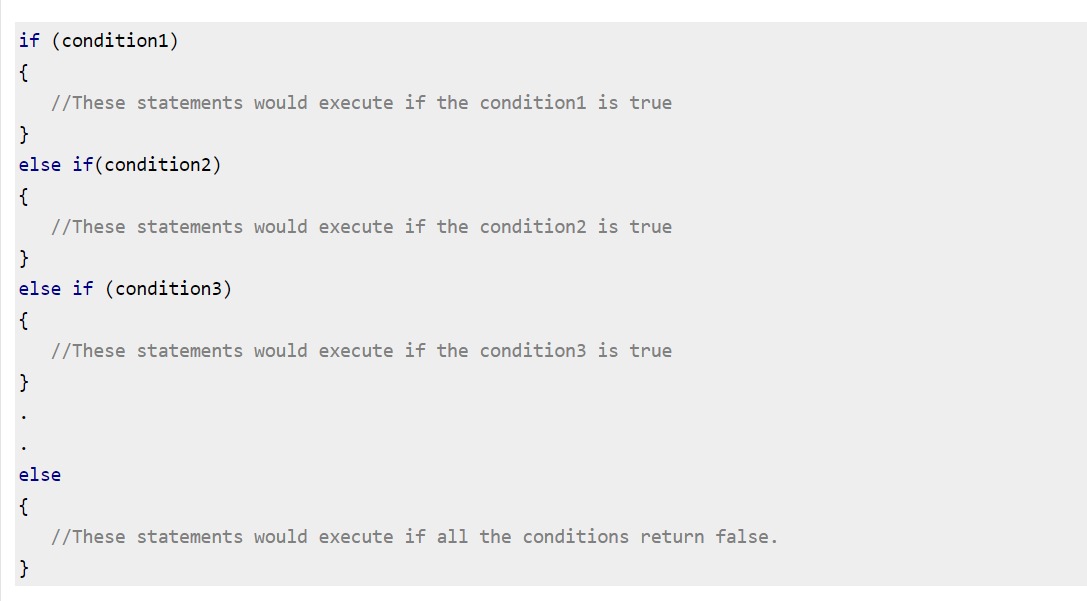 if (condition1)
{
   //These statements would execute if the condition1 is true
}
else if(condition2)
{
   //These statements would execute if the condition2 is true
}
else if (condition3)
{
   //These statements would execute if the condition3 is true
}
.
.
else
{
   //These statements would execute if all the conditions return false.
}